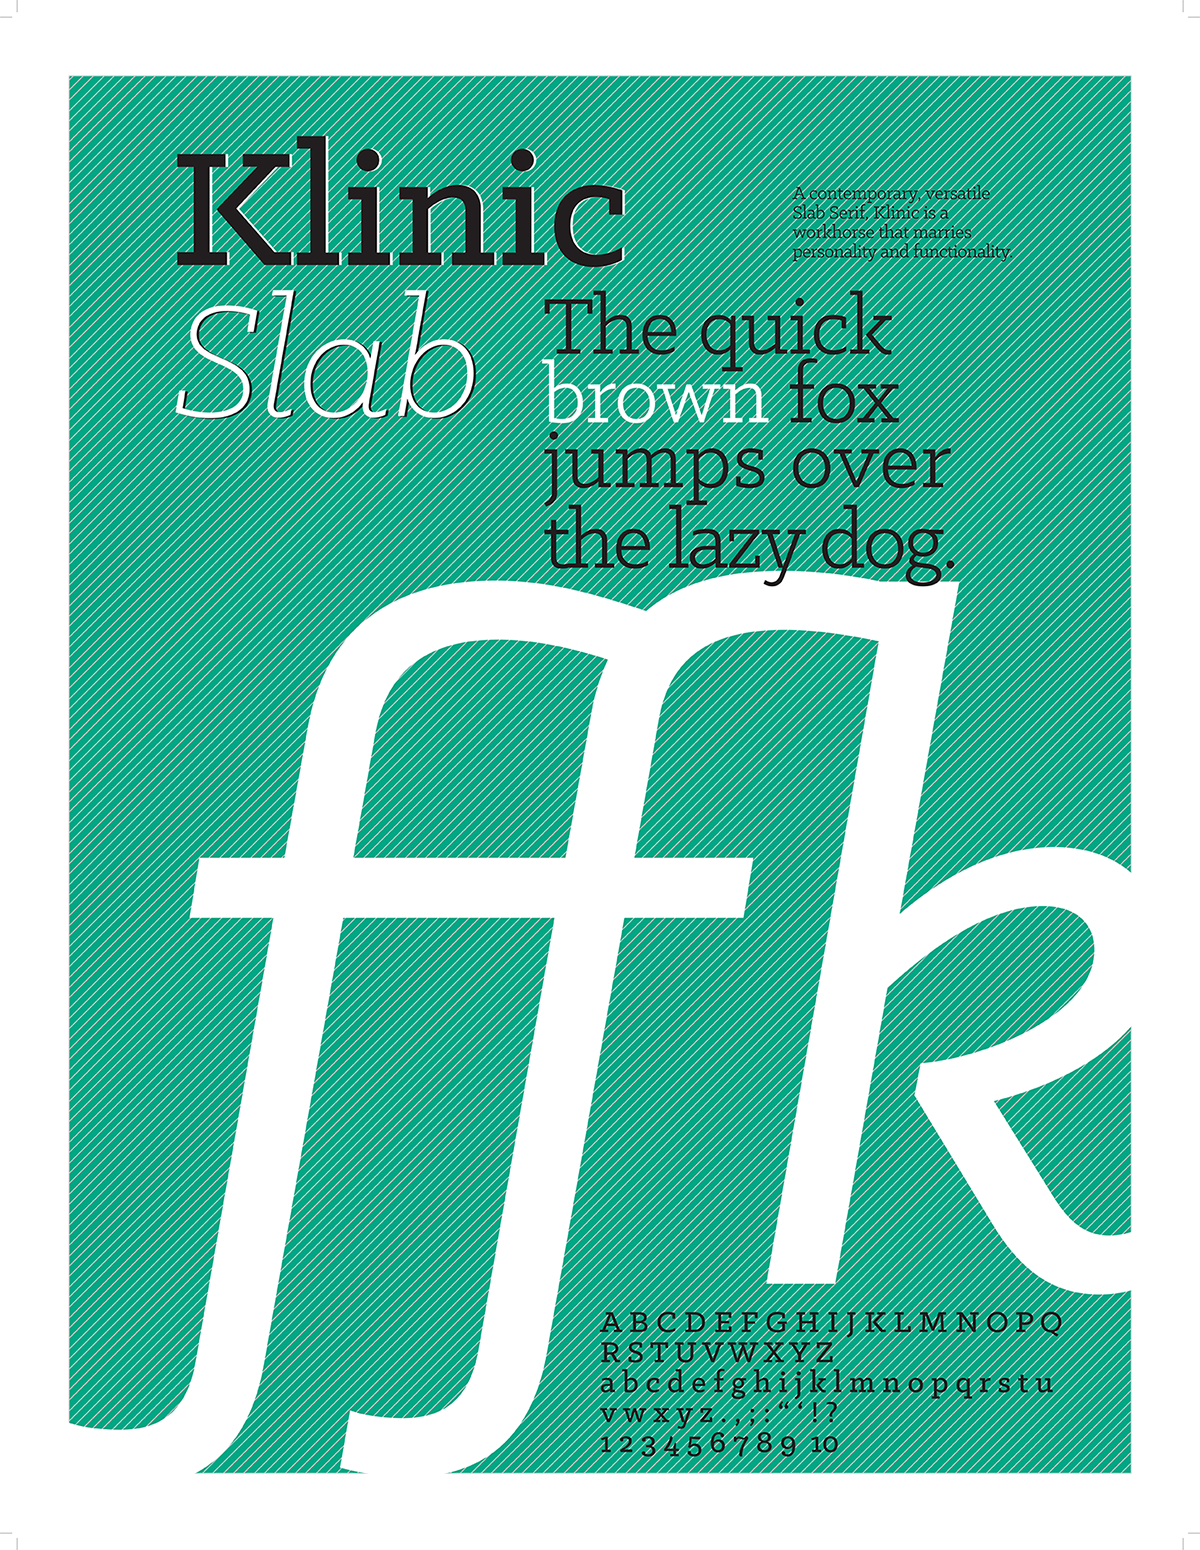 Klinic
Slab
A contemporary, versatile
Slab Serif, Klinic is a
workhorse that marries
personality and functionality.
The quick
brown fox
jumps over
the lazy dog.
ffk
A B C D E F G H I J K L M N O P Q
R S T U V W X Y Z
a b c d e f g h i j k l m n o p q r s t u
v w x y z . , ; : “ ‘ ! ?
1 2 3 4 5 6 7 8 9 10